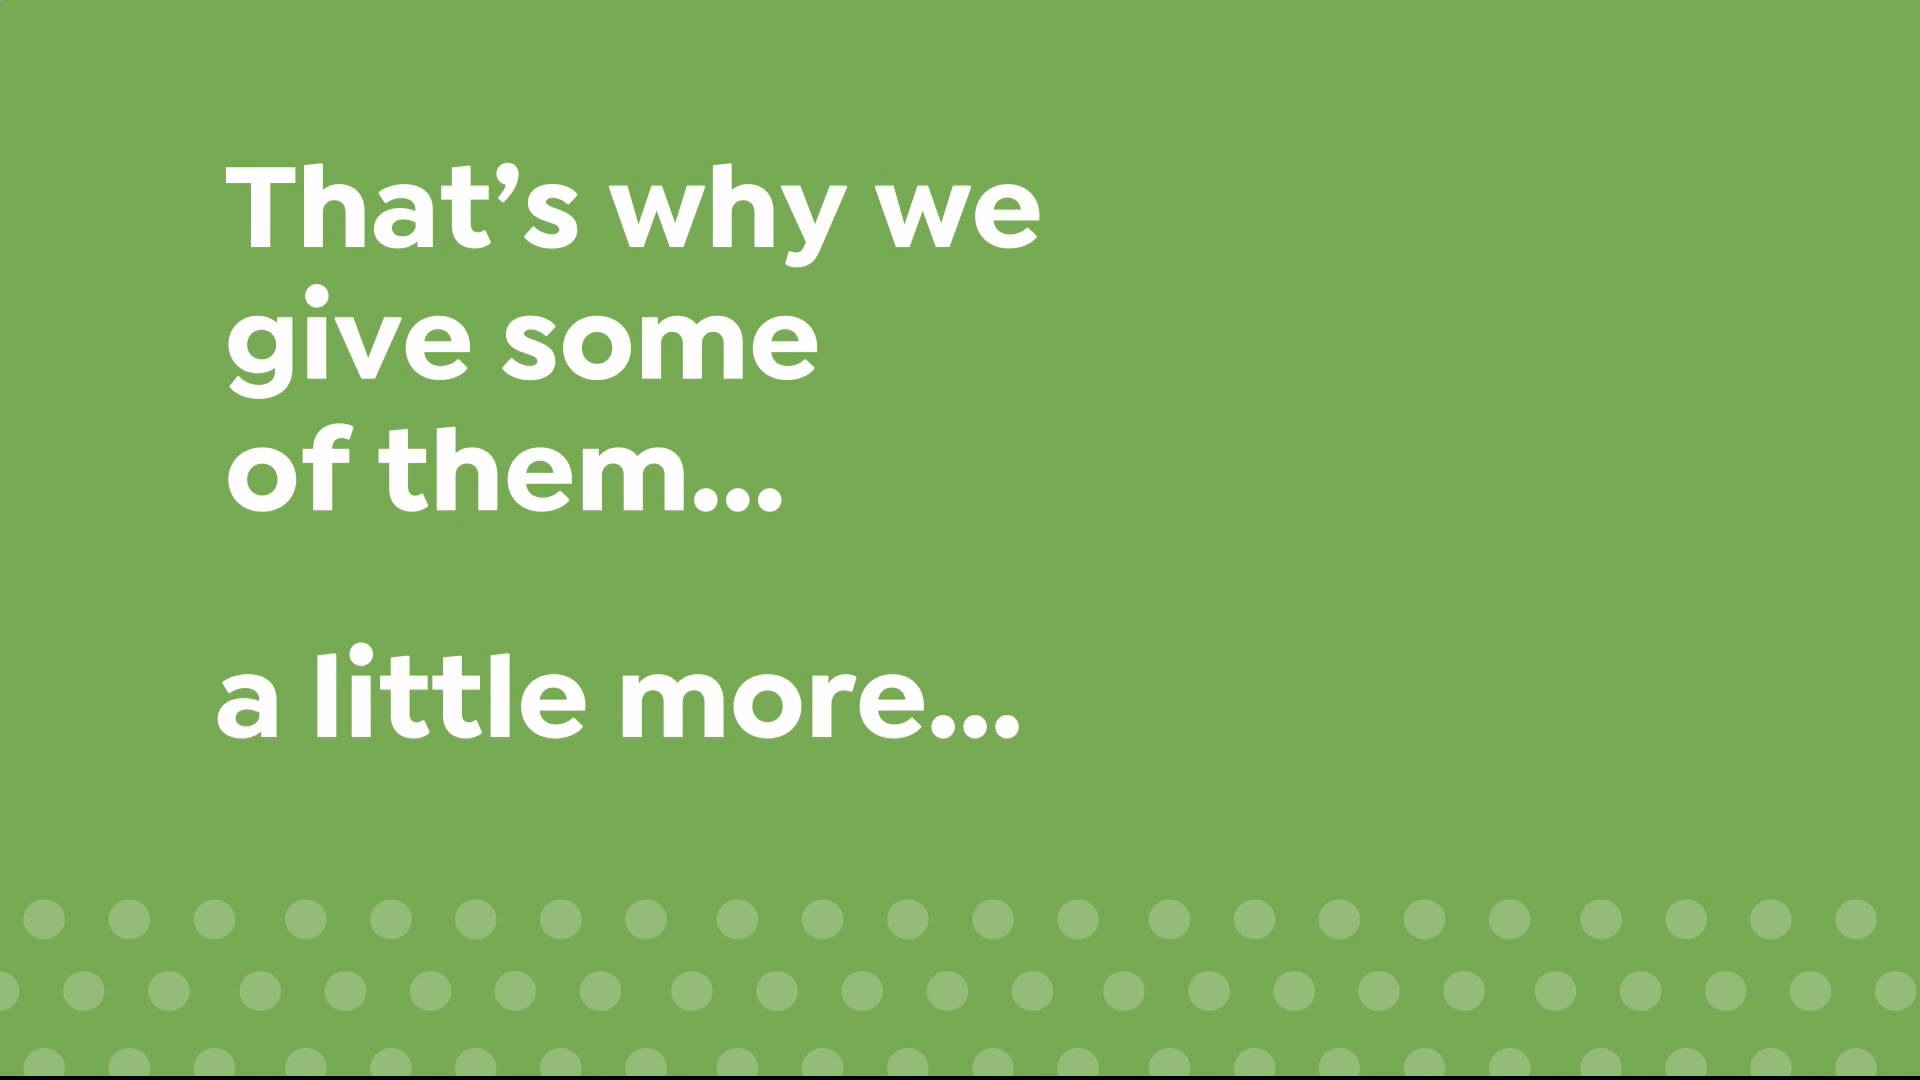 That’s why we
give some
of them...
a little more...